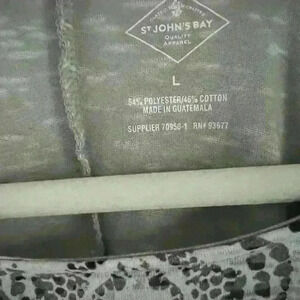 ST JOHN'S BAY
QUALITY
APPAREL
L
54% POLYESTER/46% COTTON
MADE IN GUATEMALA
SUPPLIER 70950-1 RN# 93677